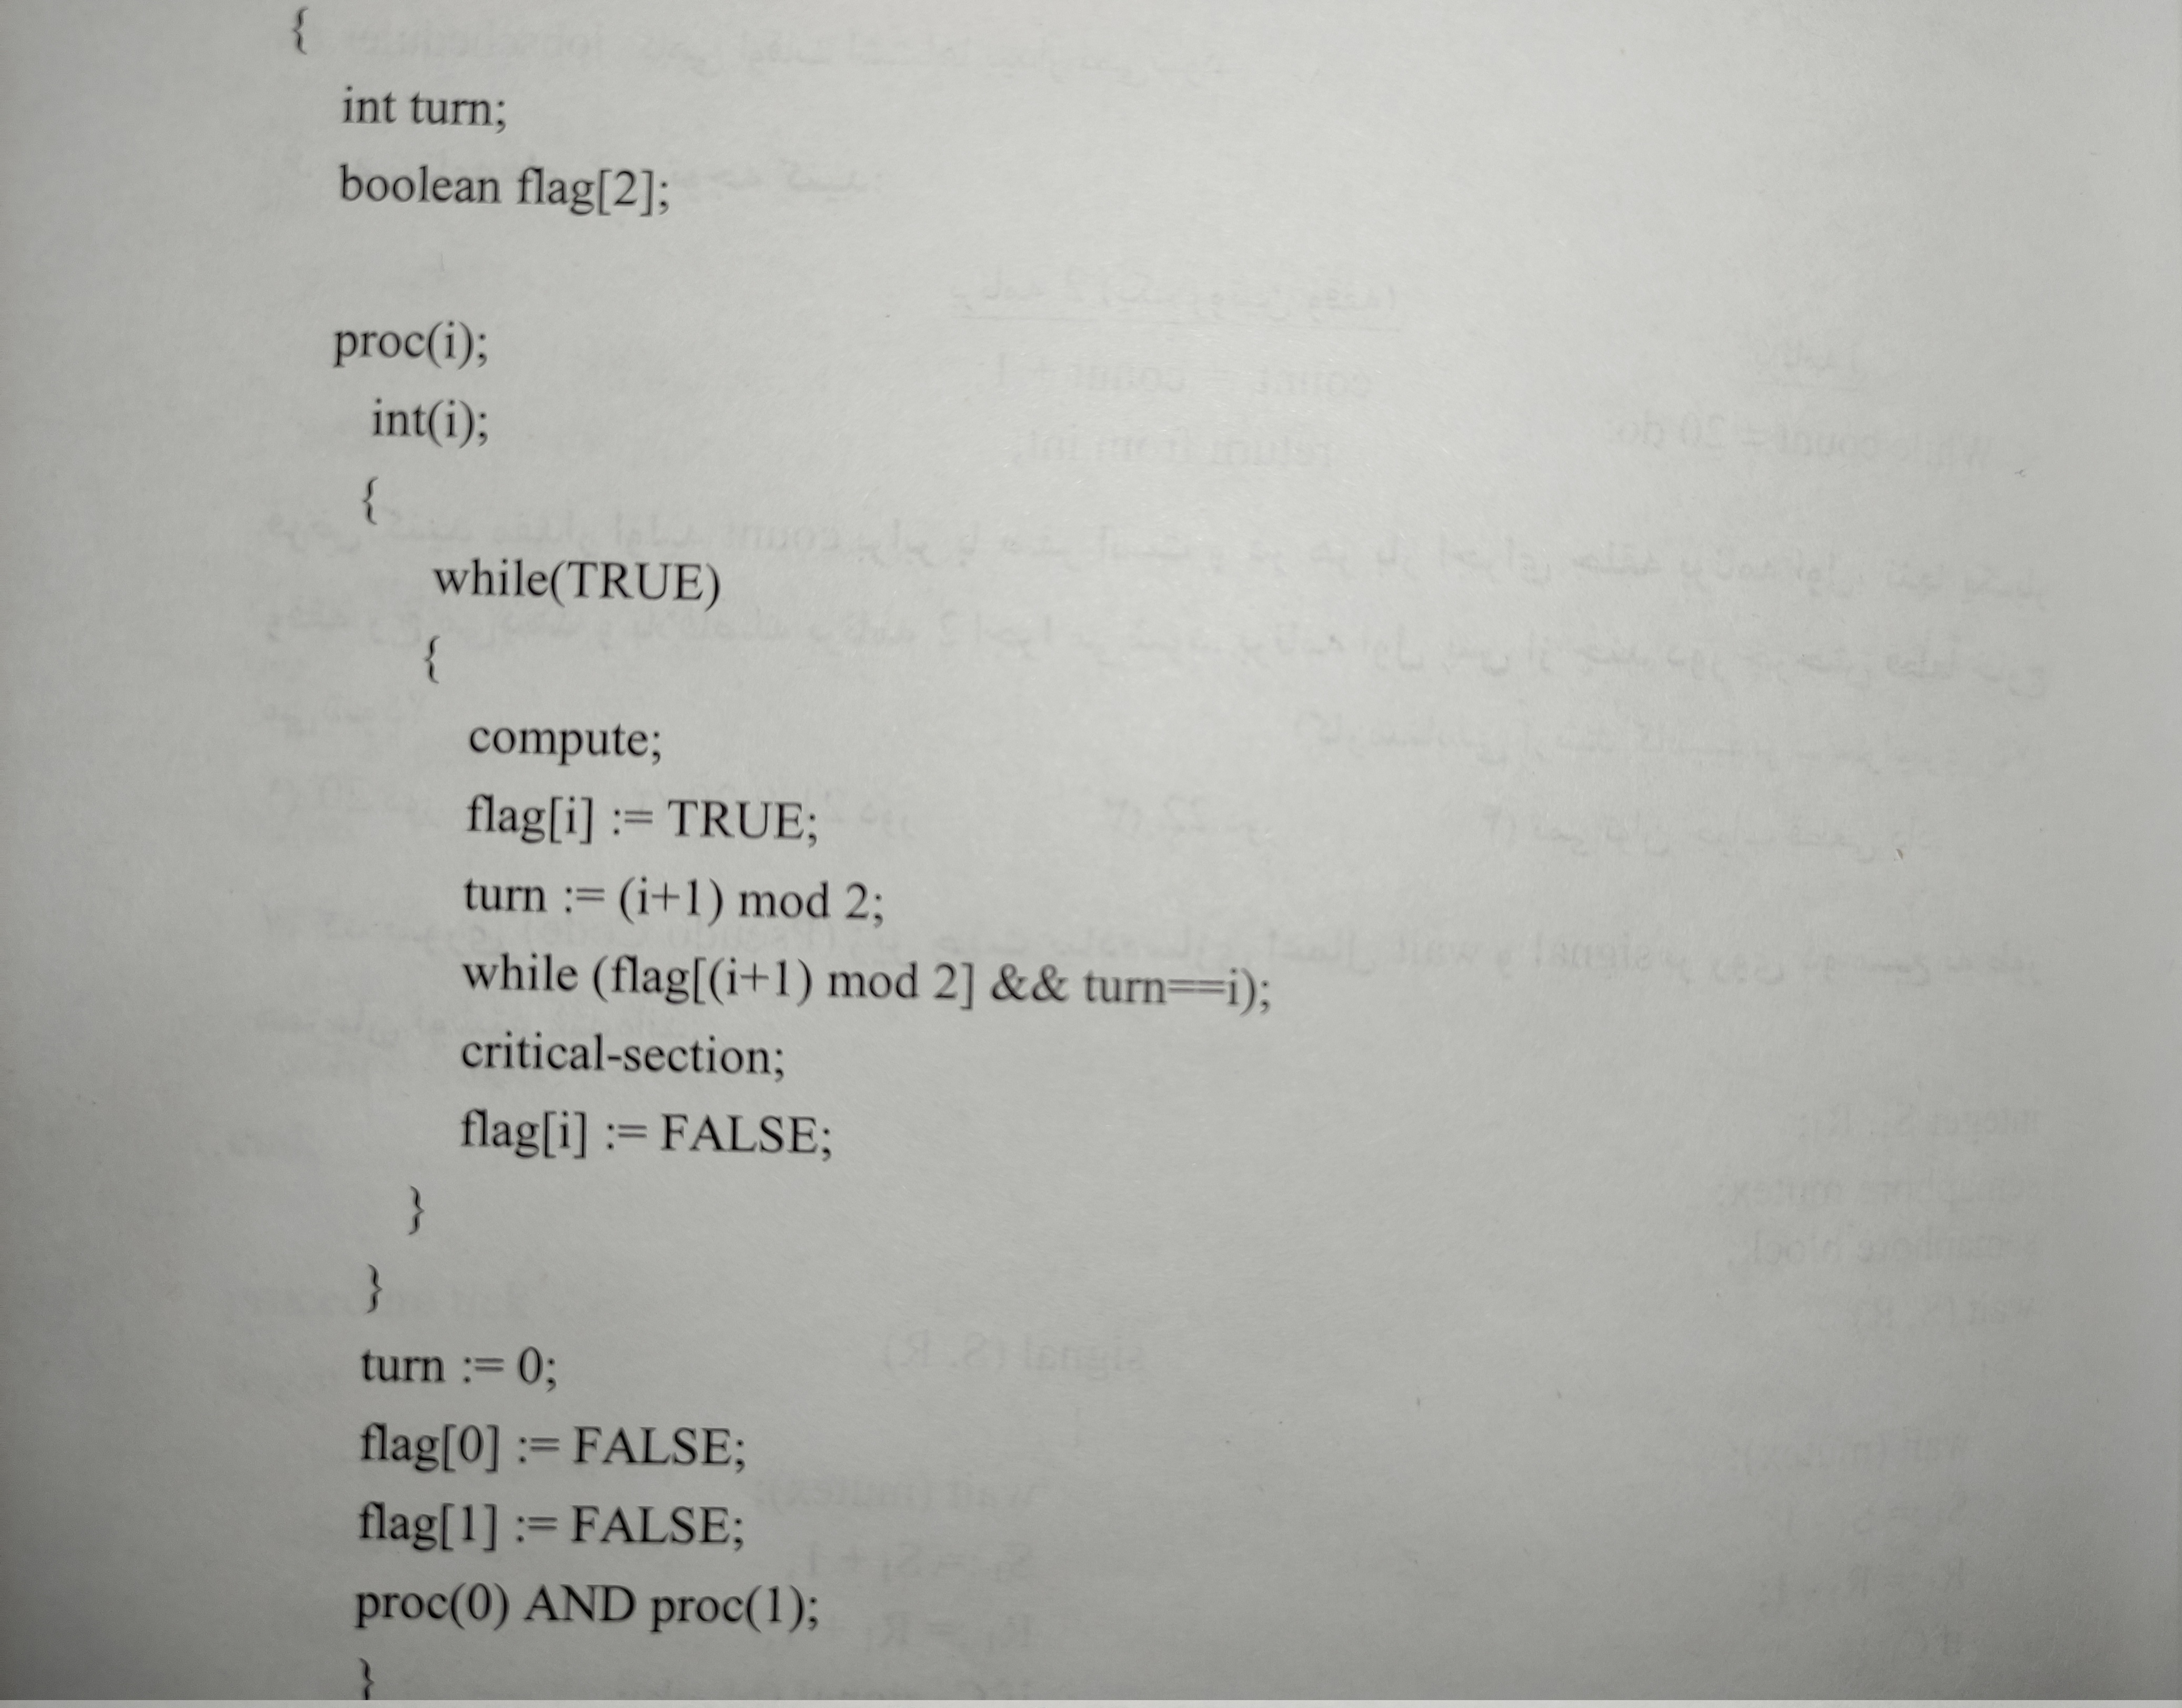 {
int turn;
boolean flag[2];
proc(i);
int(i);
{
while(TRUE)
{
compute;
flag[i] := TRUE;
turn := (i+1) mod 2;
while (flag[(i+1) mod 2] && turn==i);
critical-section;
flag[i] := FALSE;
}
}
turn := 0;
flag[0] := FALSE;
flag[1] := FALSE;
proc(0) AND proc(1);
}